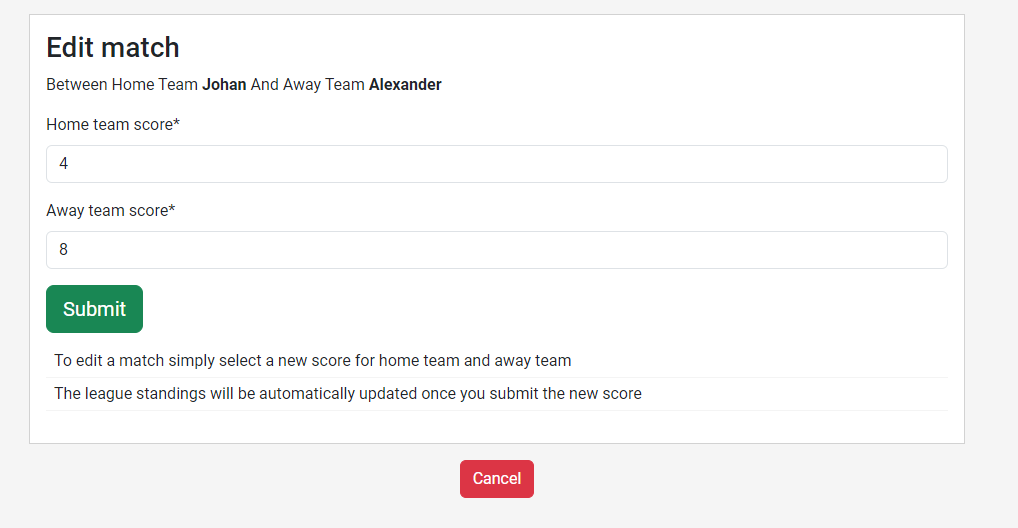 Edit match
Between Home Team Johan And Away Team Alexander
Home team score*
4
Away team score*
8
Submit
To edit a match simply select a new score for home team and away team
The league standings will be automatically updated once you submit the new score
Cancel